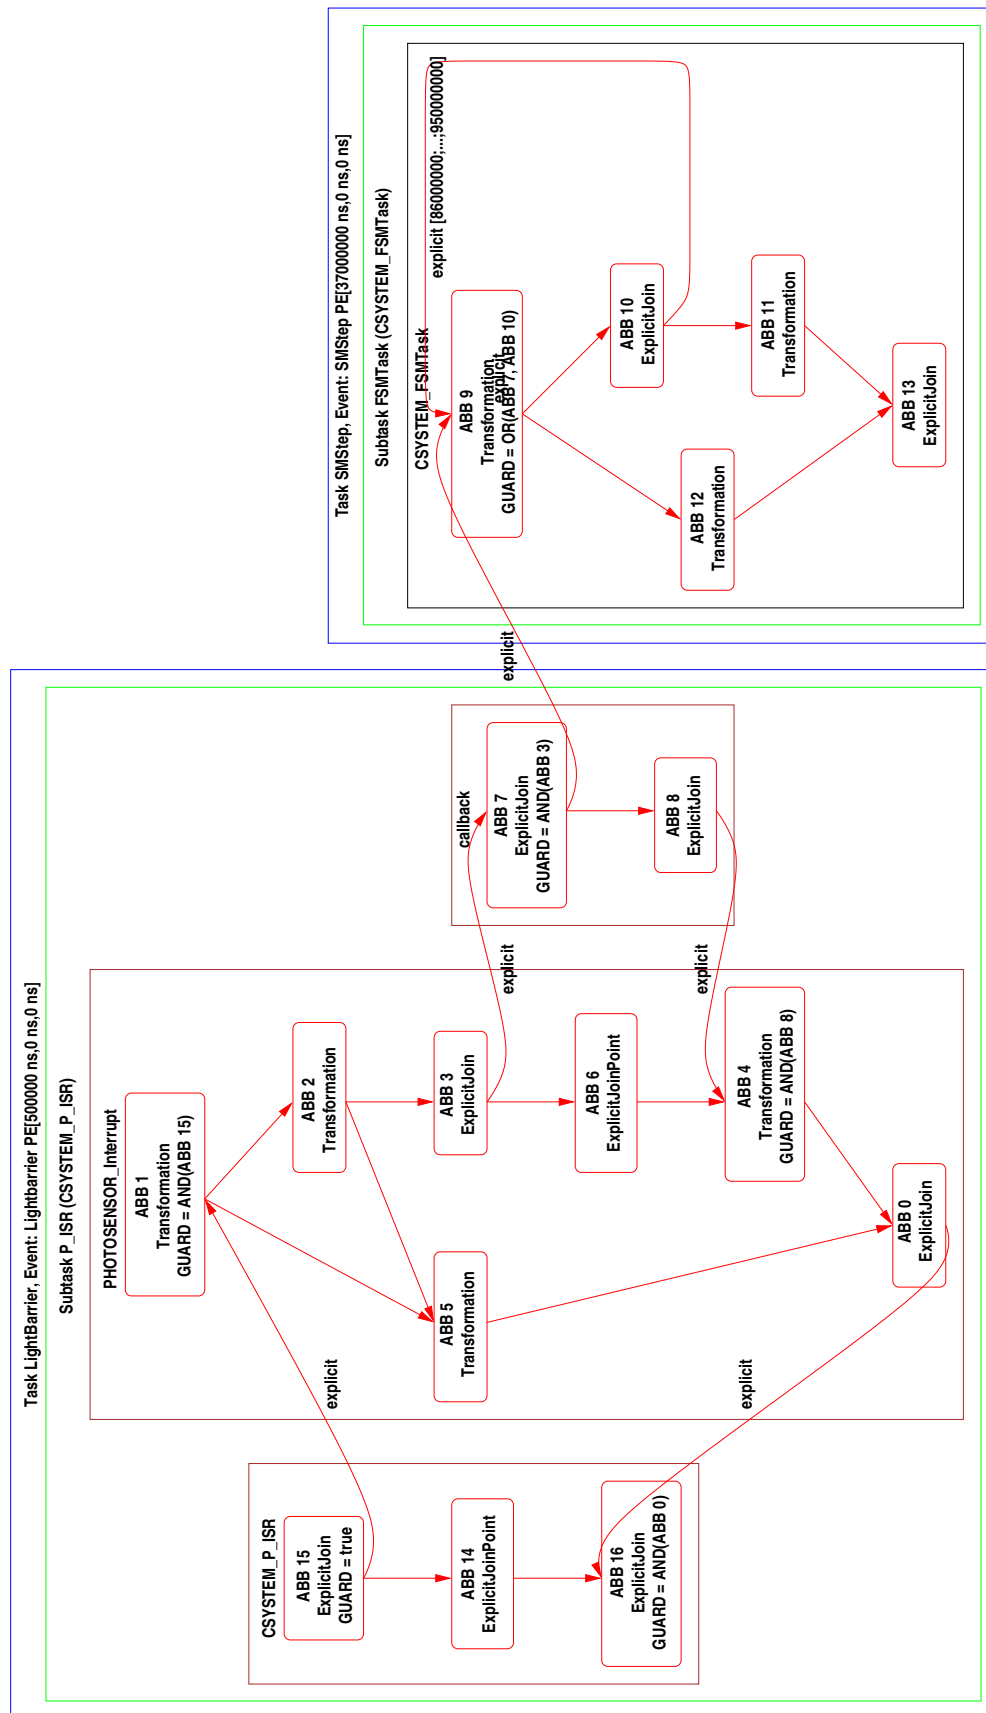 Task LightBarrier, Event: Lightbarrier PE[500000 ns,0 ns,0 ns]
Subtask P_ISR (CSYSTEM_P_ISR)
CSYSTEM_P_ISR
ABB 15
ExplicitJoin
GUARD = true
ABB 14
ExplicitJoinPoint
ABB 16
ExplicitJoin
GUARD = AND(ABB 0)
explicit
explicit
PHOTOSENSOR_Interrupt
ABB 1
Transformation
GUARD = AND(ABB 15)
ABB 2
Transformation
ABB 5
Transformation
ABB 3
ExplicitJoin
ABB 6
ExplicitJoinPoint
ABB 4
Transformation
GUARD = AND(ABB 8)
ABB 0
ExplicitJoin
explicit
explicit
callback
ABB 7
ExplicitJoin
GUARD = AND(ABB 3)
ABB 8
ExplicitJoin
explicit
Task SMStep, Event: SMStep PE[37000000 ns,0 ns,0 ns]
Subtask FSMTask (CSYSTEM_FSMTask)
CSYSTEM_FSMTask
explicit [86000000;...;950000000]
ABB 9
Transformation
explicit
GUARD = OR(ABB 7, ABB 10)
ABB 10
ExplicitJoin
ABB 12
Transformation
ABB 11
Transformation
ABB 13
ExplicitJoin